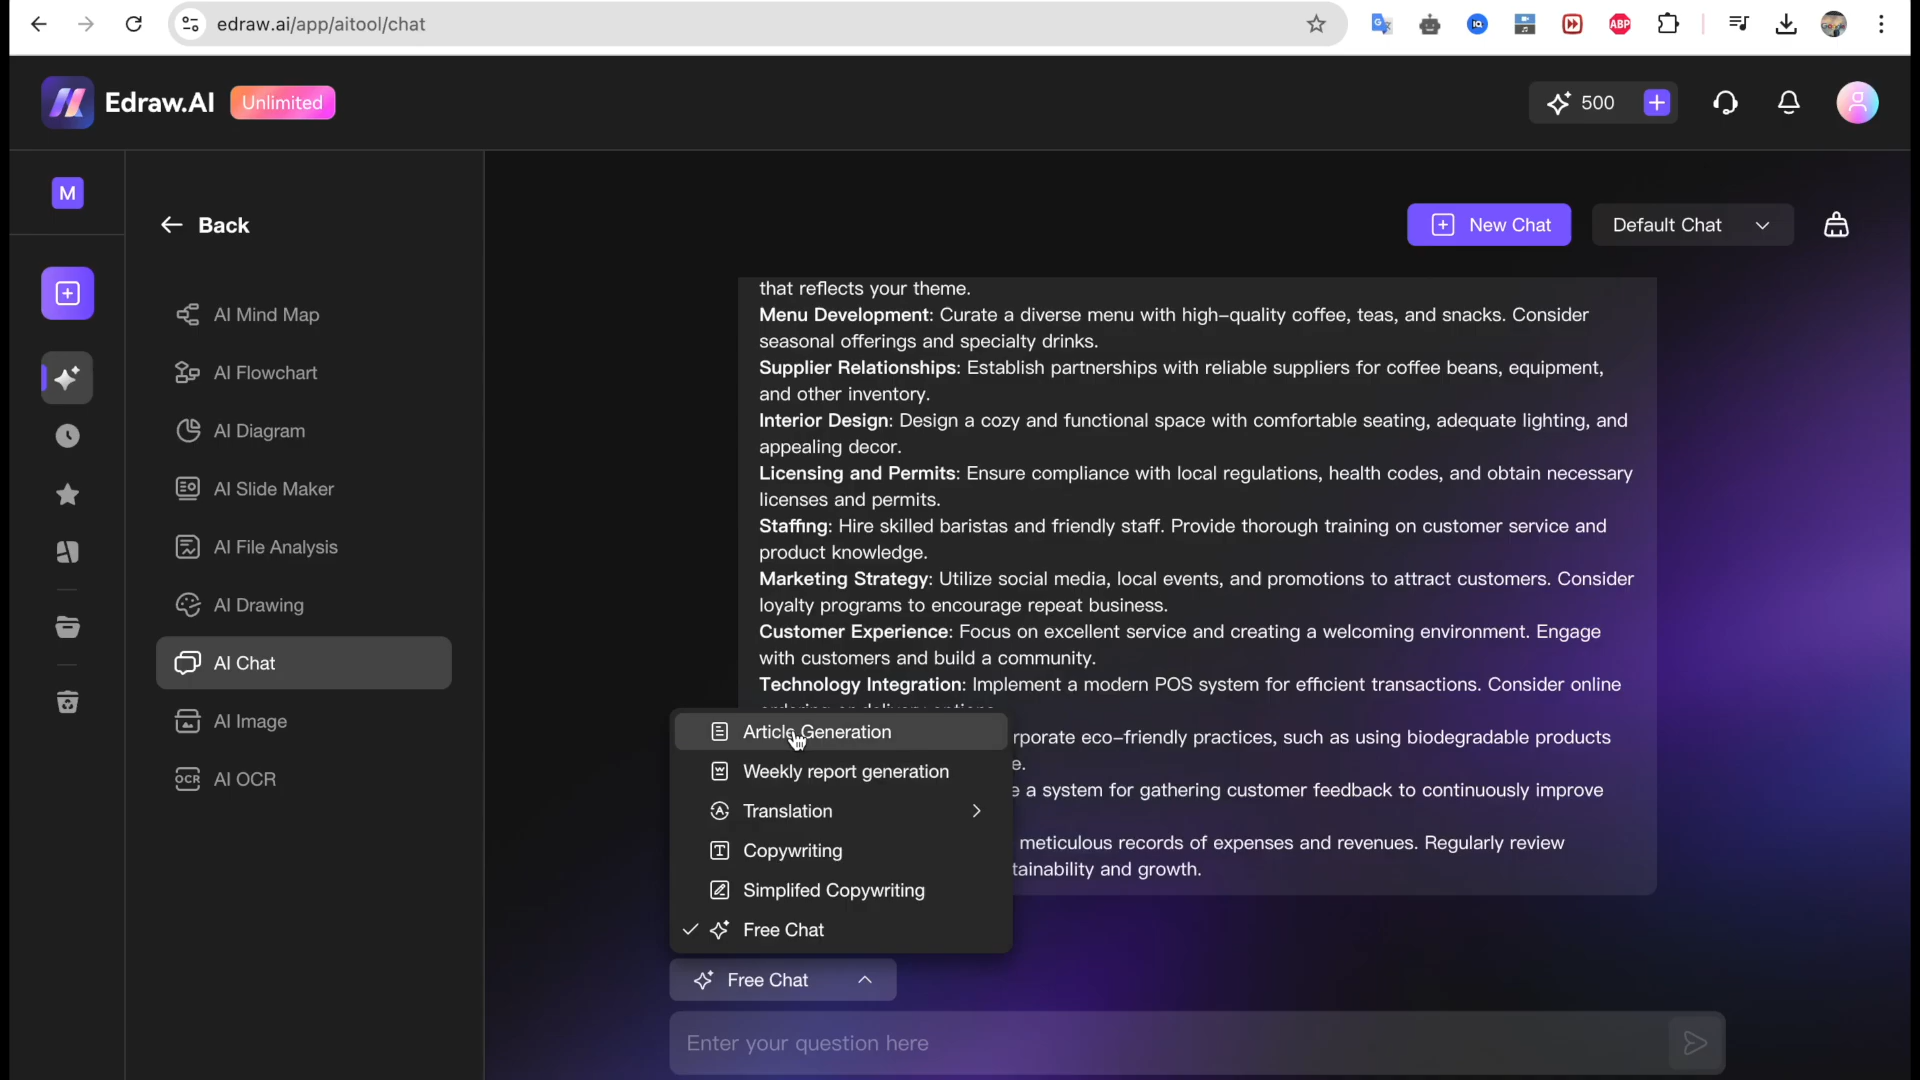 edraw.ai/app/aitool/chat
ABP
Edraw.AI
Unlimited
500
M
Back
New Chat
Default Chat
AI Mind Map
AI Flowchart
AI Diagram
AI Slide Maker
AI File Analysis
AI Drawing
AI Chat
AI Image
OCR AI OCR
that reflects your theme.
Menu Development: Curate a diverse menu with high-quality coffee, teas, and snacks. Consider
seasonal offerings and specialty drinks.
Supplier Relationships: Establish partnerships with reliable suppliers for coffee beans, equipment,
and other inventory.
Interior Design: Design a cozy and functional space with comfortable seating, adequate lighting, and
appealing decor.
Licensing and Permits: Ensure compliance with local regulations, health codes, and obtain necessary
licenses and permits.
Staffing: Hire skilled baristas and friendly staff. Provide thorough training on customer service and
product knowledge.
Marketing Strategy: Utilize social media, local events, and promotions to attract customers. Consider
loyalty programs to encourage repeat business.
Customer Experience: Focus on excellent service and creating a welcoming environment. Engage
with customers and build a community.
Technology Integration: Implement a modern POS system for efficient transactions. Consider online
rporate eco-friendly practices, such as using biodegradable products
e.
e a system for gathering customer feedback to continuously improve
meticulous records of expenses and revenues. Regularly review
tainability and growth.
Article Generation
Weekly report generation
Translation
Copywriting
Simplifed Copywriting
Free Chat
Free Chat
Enter your question here